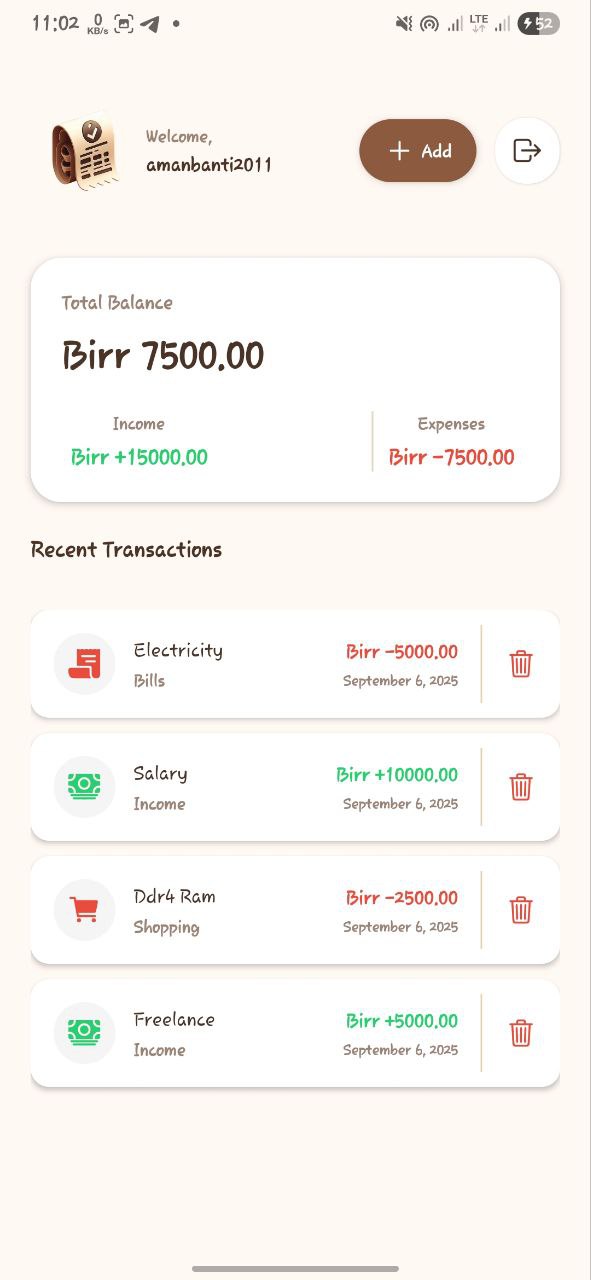 11:02 0 KB/s LTE 52
Welcome,
amanbanti2011
Add
Total Balance
Birr 7500.00
Income
Birr +15000.00
Expenses
Birr -7500.00
Recent Transactions
Electricity
Bills
Birr -5000.00
September 6, 2025
Salary
Income
Birr +10000.00
September 6, 2025
Ddr4 Ram
Shopping
Birr -2500.00
September 6, 2025
Freelance
Income
Birr +5000.00
September 6, 2025